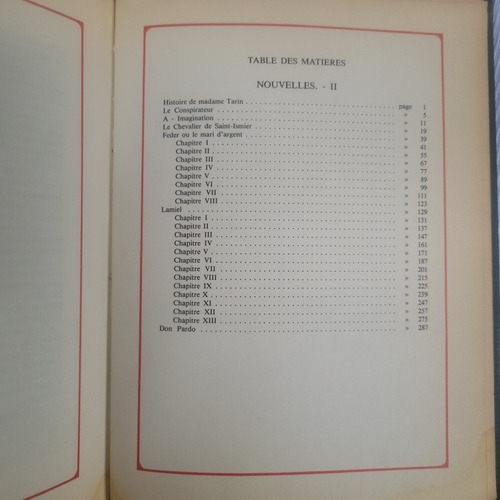 TABLE DES MATIERES
NOUVELLES. - II
Histoire de madame Tarin . . . . . . . . . . . . . . . . . . . . page 1
Le Conspirateur . . . . . . . . . . . . . . . . . . . . » 5
A - Imagination . . . . . . . . . . . . . . . . . . . . » 11
Le Chevalier de Saint-Ismier . . . . . . . . . . . . . . . . . . . . » 19
Feder ou le mari d'argent . . . . . . . . . . . . . . . . . . . . » 39
Chapitre I . . . . . . . . . . . . . . . . . . . . » 41
Chapitre II . . . . . . . . . . . . . . . . . . . . » 55
Chapitre III . . . . . . . . . . . . . . . . . . . . » 67
Chapitre IV . . . . . . . . . . . . . . . . . . . . » 77
Chapitre V . . . . . . . . . . . . . . . . . . . . » 89
Chapitre VI . . . . . . . . . . . . . . . . . . . . » 99
Chapitre VII . . . . . . . . . . . . . . . . . . . . » 111
Chapitre VIII . . . . . . . . . . . . . . . . . . . . » 123
Lamiel . . . . . . . . . . . . . . . . . . . . » 129
Chapitre I . . . . . . . . . . . . . . . . . . . . » 131
Chapitre II . . . . . . . . . . . . . . . . . . . . » 137
Chapitre III . . . . . . . . . . . . . . . . . . . . » 147
Chapitre IV . . . . . . . . . . . . . . . . . . . . » 161
Chapitre V . . . . . . . . . . . . . . . . . . . . » 171
Chapitre VI . . . . . . . . . . . . . . . . . . . . » 187
Chapitre VII . . . . . . . . . . . . . . . . . . . . » 201
Chapitre VIII . . . . . . . . . . . . . . . . . . . . » 215
Chapitre IX . . . . . . . . . . . . . . . . . . . . » 225
Chapitre X . . . . . . . . . . . . . . . . . . . . » 239
Chapitre XI . . . . . . . . . . . . . . . . . . . . » 247
Chapitre XII . . . . . . . . . . . . . . . . . . . . » 257
Chapitre XIII . . . . . . . . . . . . . . . . . . . . » 275
Don Pardo . . . . . . . . . . . . . . . . . . . . » 287